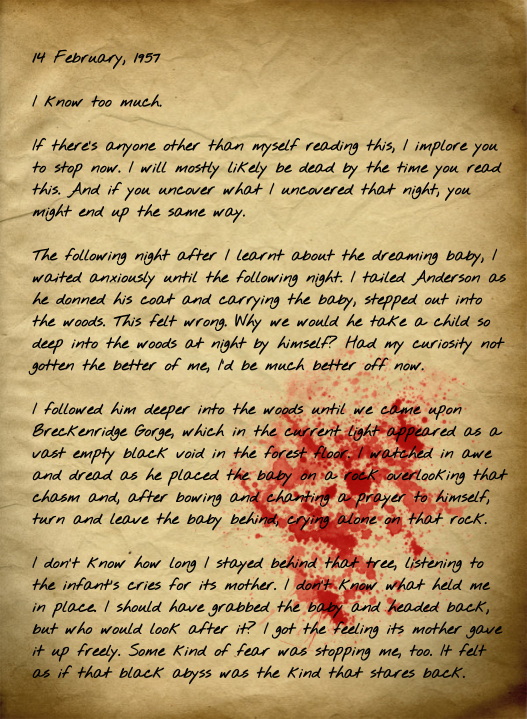 14 February, 1957
I know too much.
If there's anyone other than myself reading this, I implore you
to stop now. I will mostly likely be dead by the time you read
this. And if you uncover what I uncovered that night, you
might end up the same way.
The following night after I learnt about the dreaming baby, I
waited anxiously until the following night. I tailed Anderson as
he donned his coat and carrying the baby, stepped out into
the woods. This felt wrong. Why we would he take a child so
deep into the woods at night by himself? Had my curiosity not
gotten the better of me, I'd be much better off now.
I followed him deeper into the woods until we came upon
Breckenridge Gorge, which in the current light appeared as a
vast empty black void in the forest floor. I watched in awe
and dread as he placed the baby on a rock overlooking that
chasm and, after bowing and chanting a prayer to himself,
turn and leave the baby behind, crying alone on that rock.
I don't know how long I stayed behind that tree, listening to
the infant's cries for its mother. I don't know what held me
in place. I should have grabbed the baby and headed back,
but who would look after it? I got the feeling its mother gave
it up freely. Some kind of fear was stopping me, too. It felt
as if that black abyss was the kind that stares back.